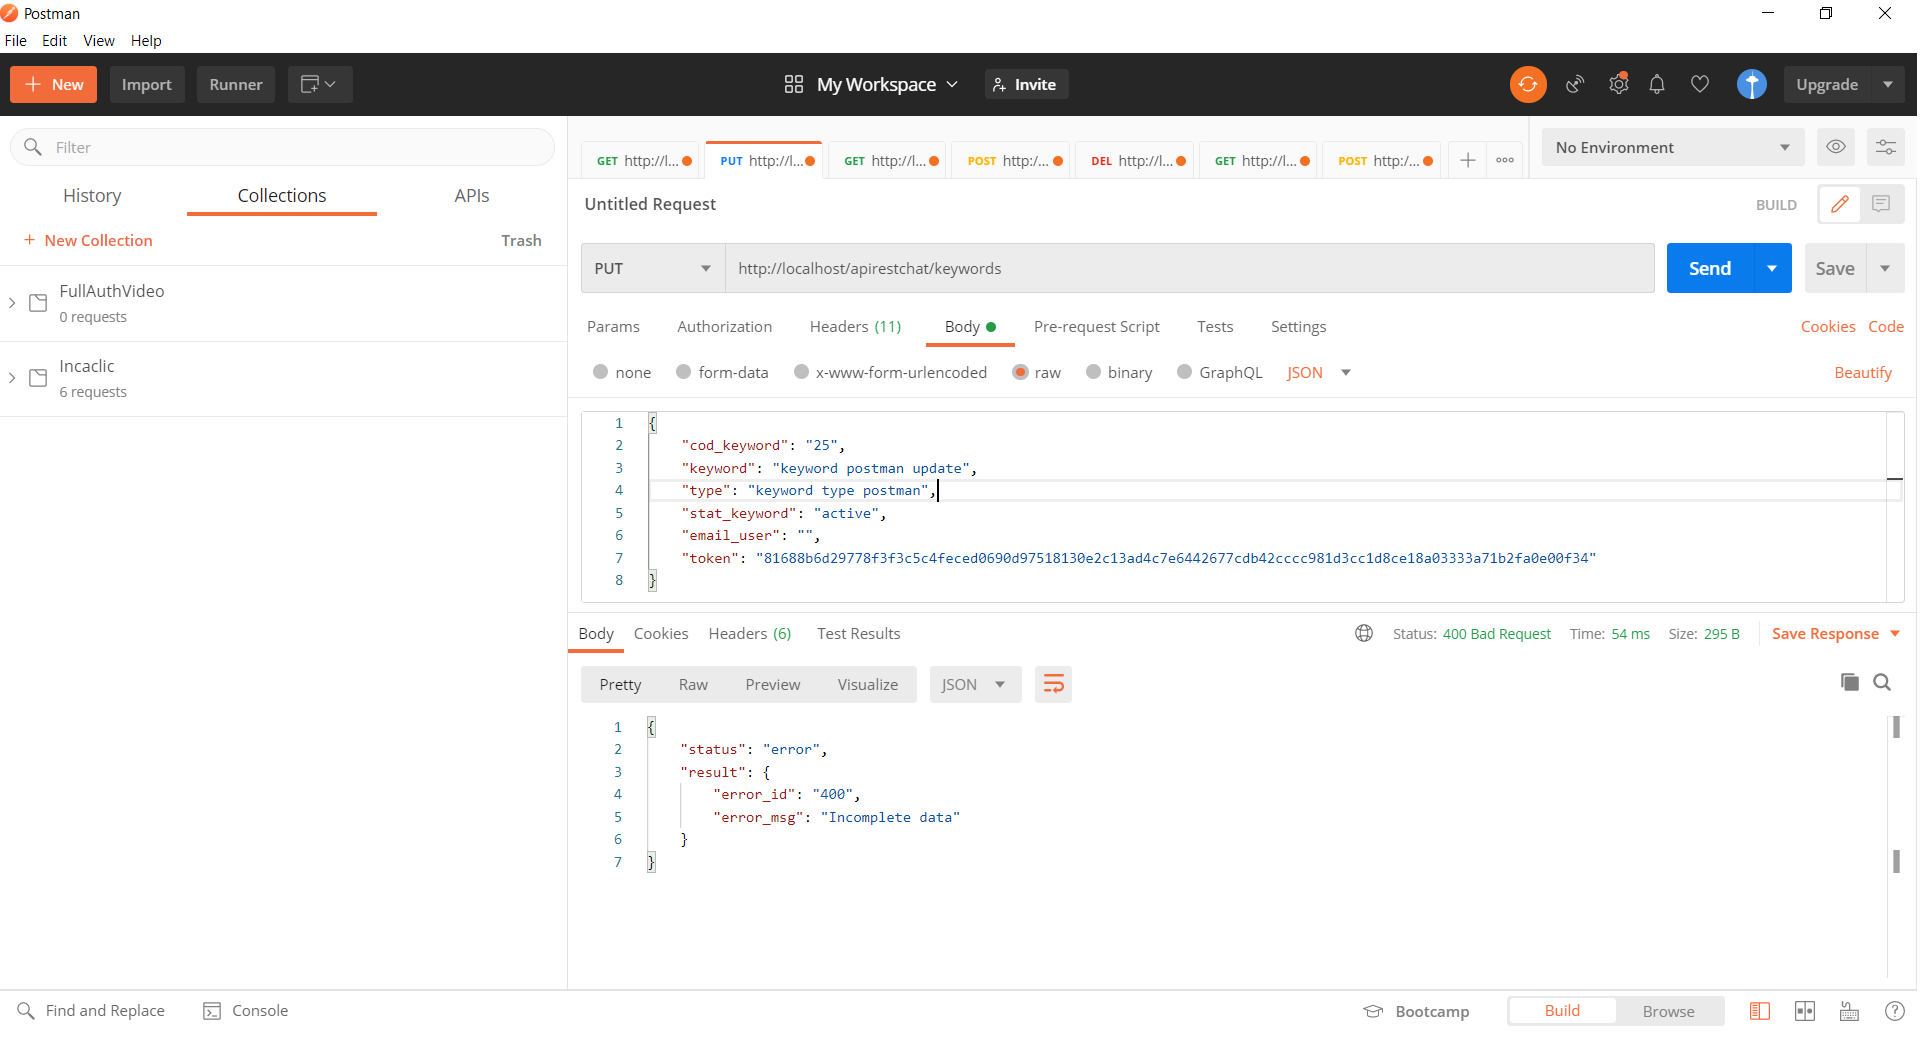 Postman
File Edit View Help
New Import Runner My Workspace Invite Upgrade
Filter
History Collections APIs
+ New Collection Trash
FullAuthVideo
0 requests
Incaclic
6 requests
GET http://l... PUT http://l... GET http://l... POST http:/... DEL http://l... GET http://l... POST http:/... No Environment
Untitled Request BUILD
PUT http://localhost/apirestchat/keywords Send Save
Params Authorization Headers (11) Body Pre-request Script Tests Settings Cookies Code
none form-data x-www-form-urlencoded raw binary GraphQL JSON Beautify
1 {
2 "cod_keyword": "25",
3 "keyword": "keyword postman update",
4 "type": "keyword type postman",
5 "stat_keyword": "active",
6 "email_user": "",
7 "token": "81688b6d29778f3f3c5c4feced0690d97518130e2c13ad4c7e6442677cdb42cccc981d3cc1d8ce18a03333a71b2fa0e00f34"
8 }
Body Cookies Headers (6) Test Results Status: 400 Bad Request Time: 54 ms Size: 295 B Save Response
Pretty Raw Preview Visualize JSON
1 {
2 "status": "error",
3 "result": {
4 "error_id": "400",
5 "error_msg": "Incomplete data"
6 }
7 }
Find and Replace Console Bootcamp Build Browse